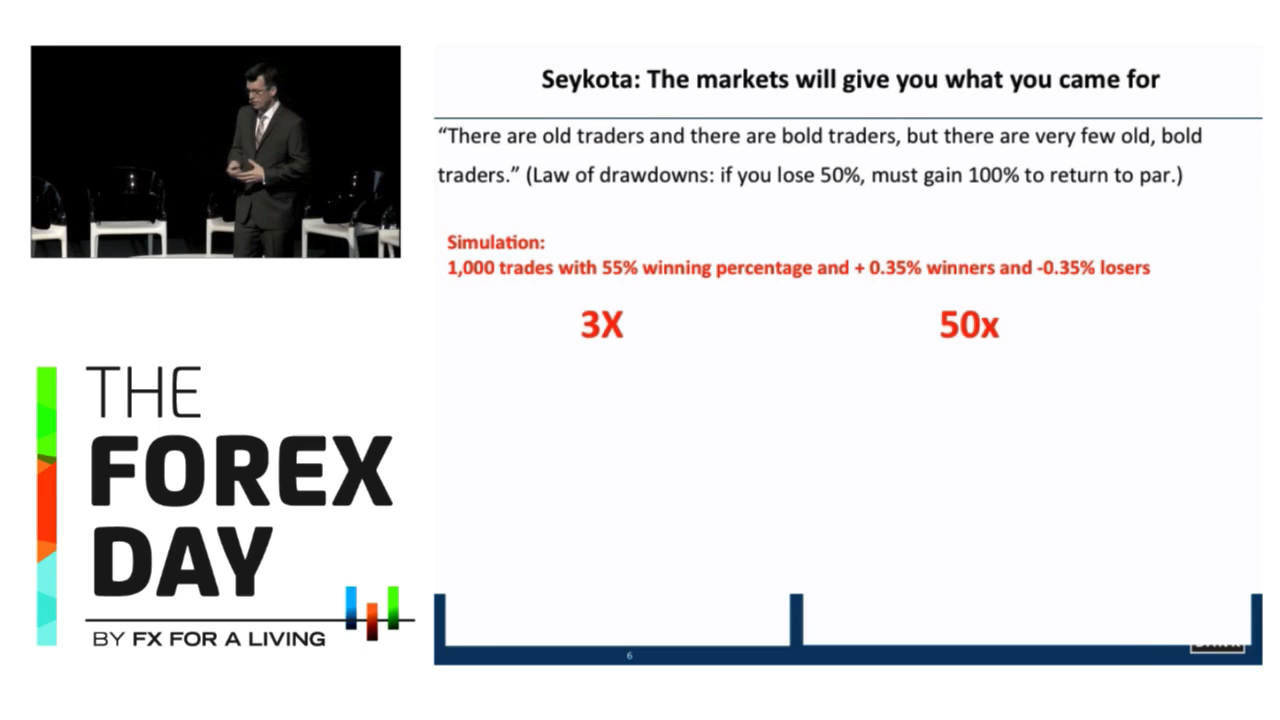 Seykota: The markets will give you what you came for
“There are old traders and there are bold traders, but there are very few old, bold
traders.” (Law of drawdowns: if you lose 50%, must gain 100% to return to par.)
Simulation:
1,000 trades with 55% winning percentage and + 0.35% winners and -0.35% losers
3X
50x
6
THE
FOREX
DAY
BY FX FOR A LIVING